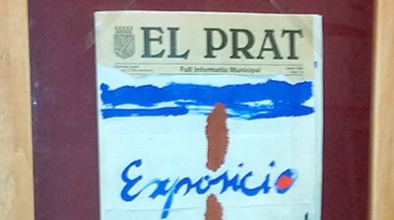 EL PRAT
Full Informatiu Municipal
Exposició